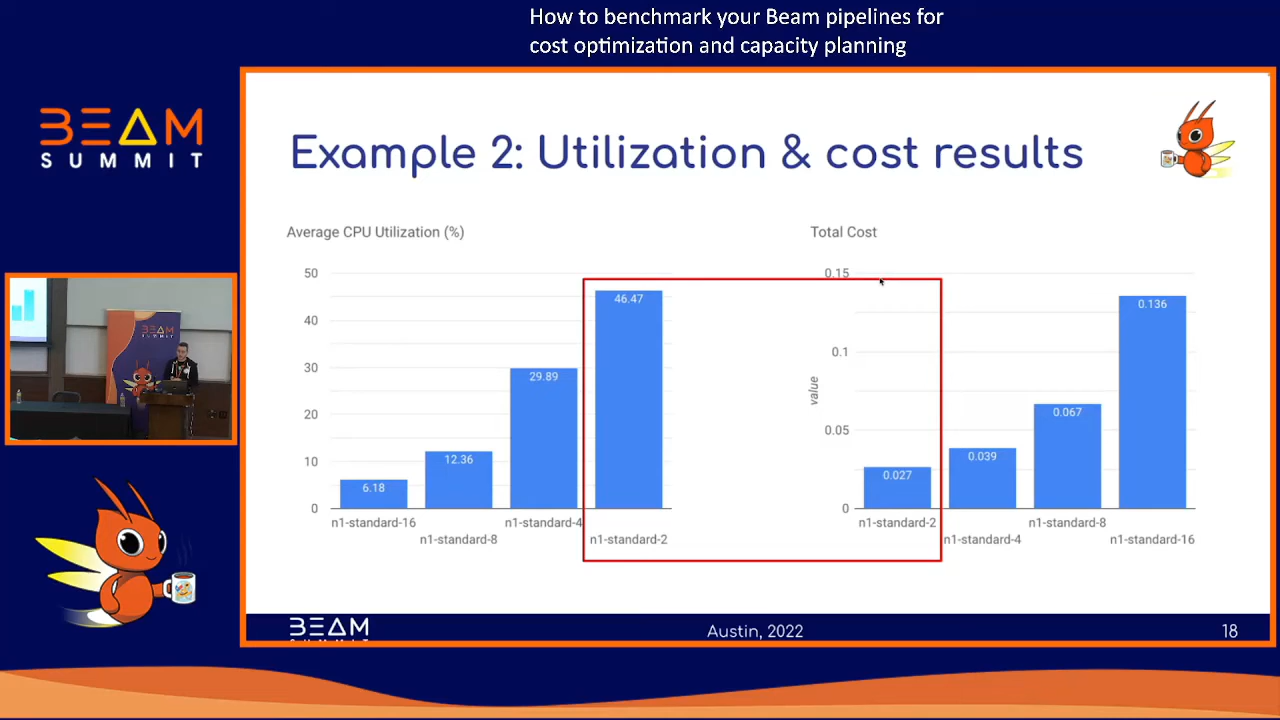 How to benchmark your Beam pipelines for
cost optimization and capacity planning
BEAM
SUMMIT
Example 2: Utilization & cost results
Average CPU Utilization (%)
50
40
30
20
10
0
6.18
12.36
29.89
46.47
n1-standard-16
n1-standard-8
n1-standard-4
n1-standard-2
Total Cost
value
0.15
0.1
0.05
0
0.027
0.039
0.067
0.136
n1-standard-2
n1-standard-4
n1-standard-8
n1-standard-16
BEAM
SUMMIT
BEAM
Austin, 2022
18